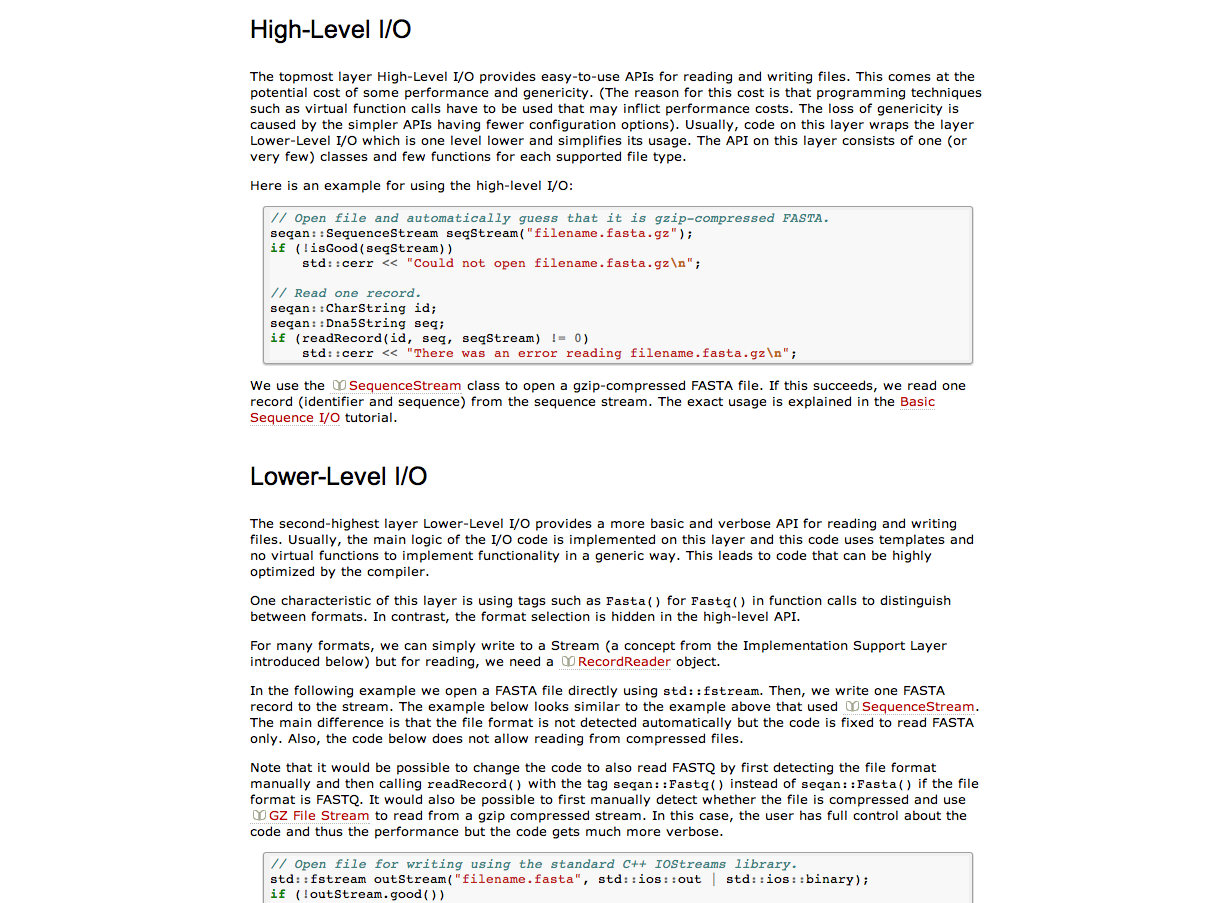 High-Level I/O
The topmost layer High-Level I/O provides easy-to-use APIs for reading and writing files. This comes at the
potential cost of some performance and genericity. (The reason for this cost is that programming techniques
such as virtual function calls have to be used that may inflict performance costs. The loss of genericity is
caused by the simpler APIs having fewer configuration options). Usually, code on this layer wraps the layer
Lower-Level I/O which is one level lower and simplifies its usage. The API on this layer consists of one (or
very few) classes and few functions for each supported file type.
Here is an example for using the high-level I/O:
// Open file and automatically guess that it is gzip-compressed FASTA.
seqan::SequenceStream seqStream("filename.fasta.gz");
if (!isGood(seqStream))
    std::cerr << "Could not open filename.fasta.gz\n";
// Read one record.
seqan::CharString id;
seqan::Dna5String seq;
if (readRecord(id, seq, seqStream) != 0)
    std::cerr << "There was an error reading filename.fasta.gz\n";
We use the SequenceStream class to open a gzip-compressed FASTA file. If this succeeds, we read one
record (identifier and sequence) from the sequence stream. The exact usage is explained in the Basic
Sequence I/O tutorial.
Lower-Level I/O
The second-highest layer Lower-Level I/O provides a more basic and verbose API for reading and writing
files. Usually, the main logic of the I/O code is implemented on this layer and this code uses templates and
no virtual functions to implement functionality in a generic way. This leads to code that can be highly
optimized by the compiler.
One characteristic of this layer is using tags such as Fasta() for Fastq() in function calls to distinguish
between formats. In contrast, the format selection is hidden in the high-level API.
For many formats, we can simply write to a Stream (a concept from the Implementation Support Layer
introduced below) but for reading, we need a RecordReader object.
In the following example we open a FASTA file directly using std::fstream. Then, we write one FASTA
record to the stream. The example below looks similar to the example above that used SequenceStream.
The main difference is that the file format is not detected automatically but the code is fixed to read FASTA
only. Also, the code below does not allow reading from compressed files.
Note that it would be possible to change the code to also read FASTQ by first detecting the file format
manually and then calling readRecord() with the tag seqan::Fastq() instead of seqan::Fasta() if the file
format is FASTQ. It would also be possible to first manually detect whether the file is compressed and use
GZ File Stream to read from a gzip compressed stream. In this case, the user has full control about the
code and thus the performance but the code gets much more verbose.
// Open file for writing using the standard C++ IOStreams library.
std::fstream outStream("filename.fasta", std::ios::out | std::ios::binary);
if (!outStream.good())